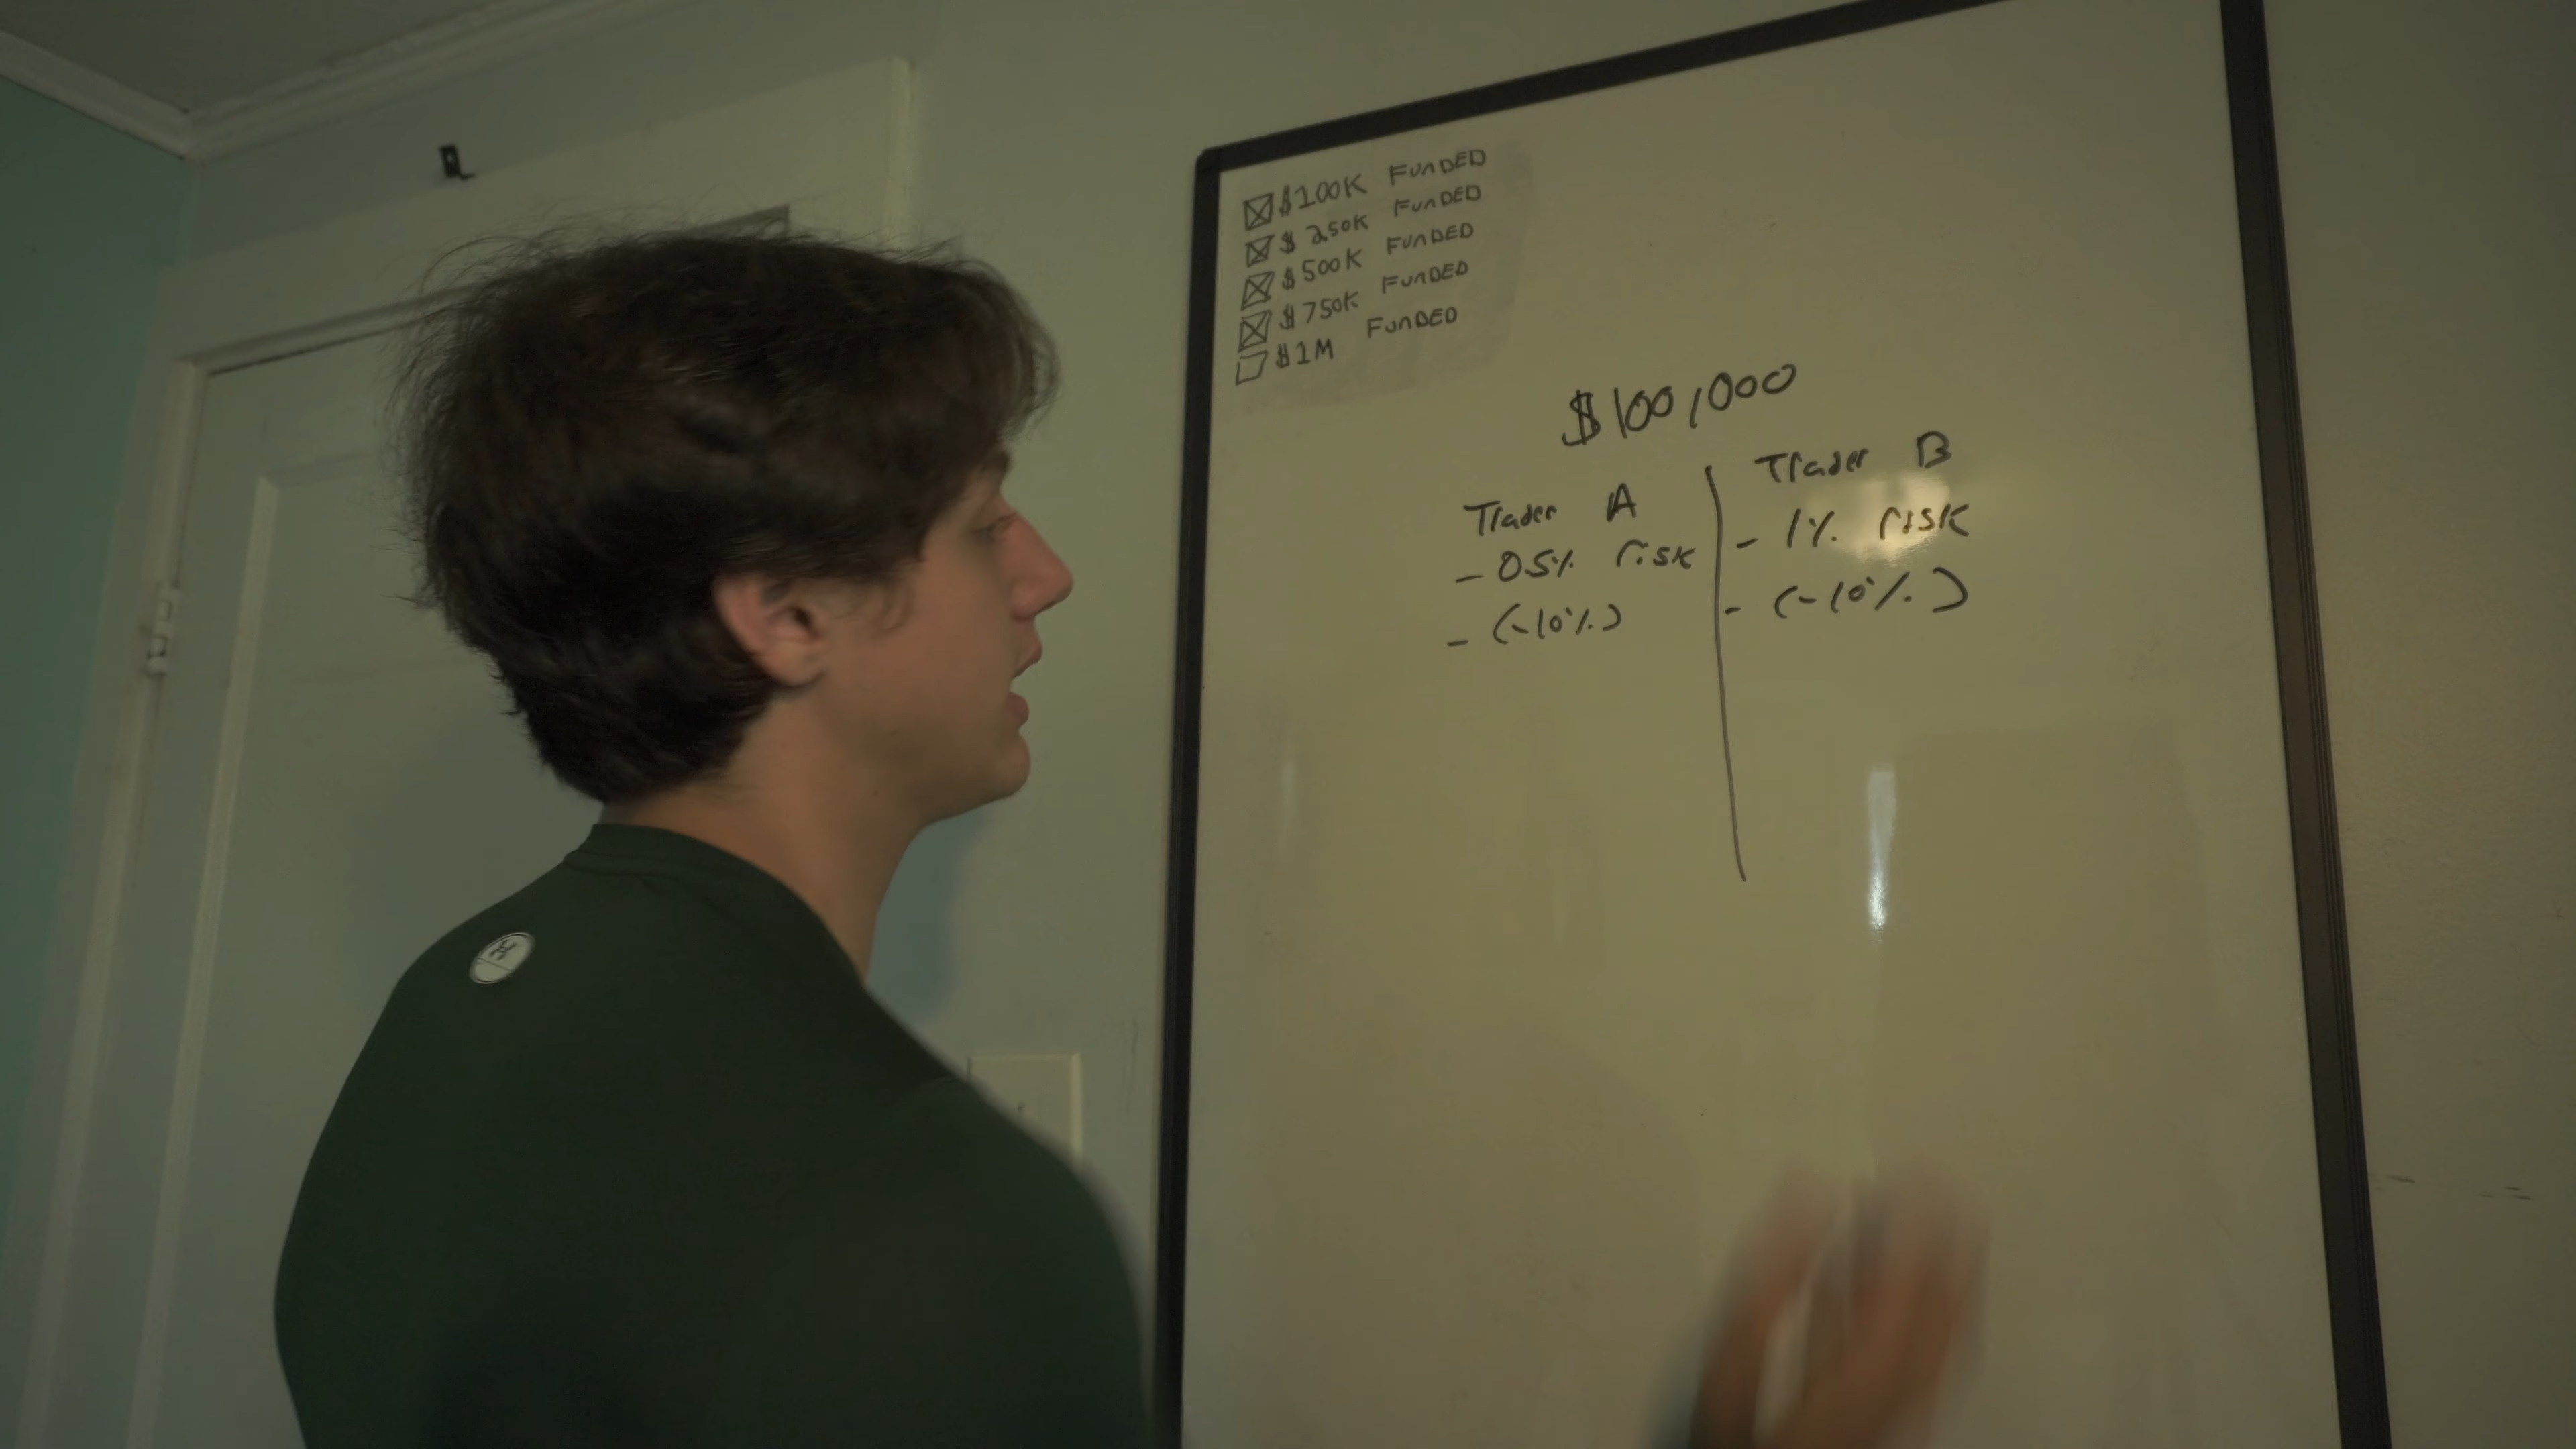 $100K FUNDED
$250K FUNDED
$500K FUNDED
$750K FUNDED
$1M FUNDED
$100,000
Trader A
- 0.5% risk
- (-10%)
Trader B
- 1% risk
- (-10%)